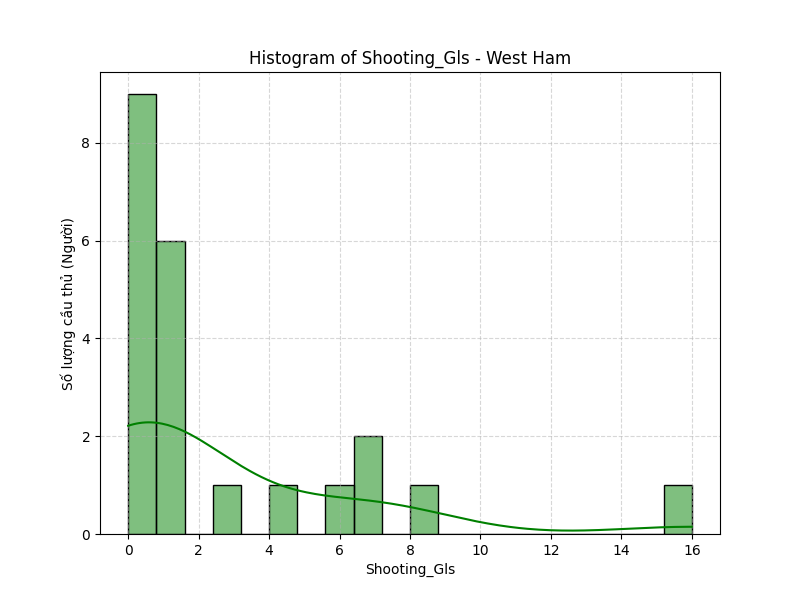 Histogram of Shooting_Gls - West Ham
Số lượng cầu thủ (Người)
8
6
4
2
0
0 2 4 6 8 10 12 14 16
Shooting_Gls